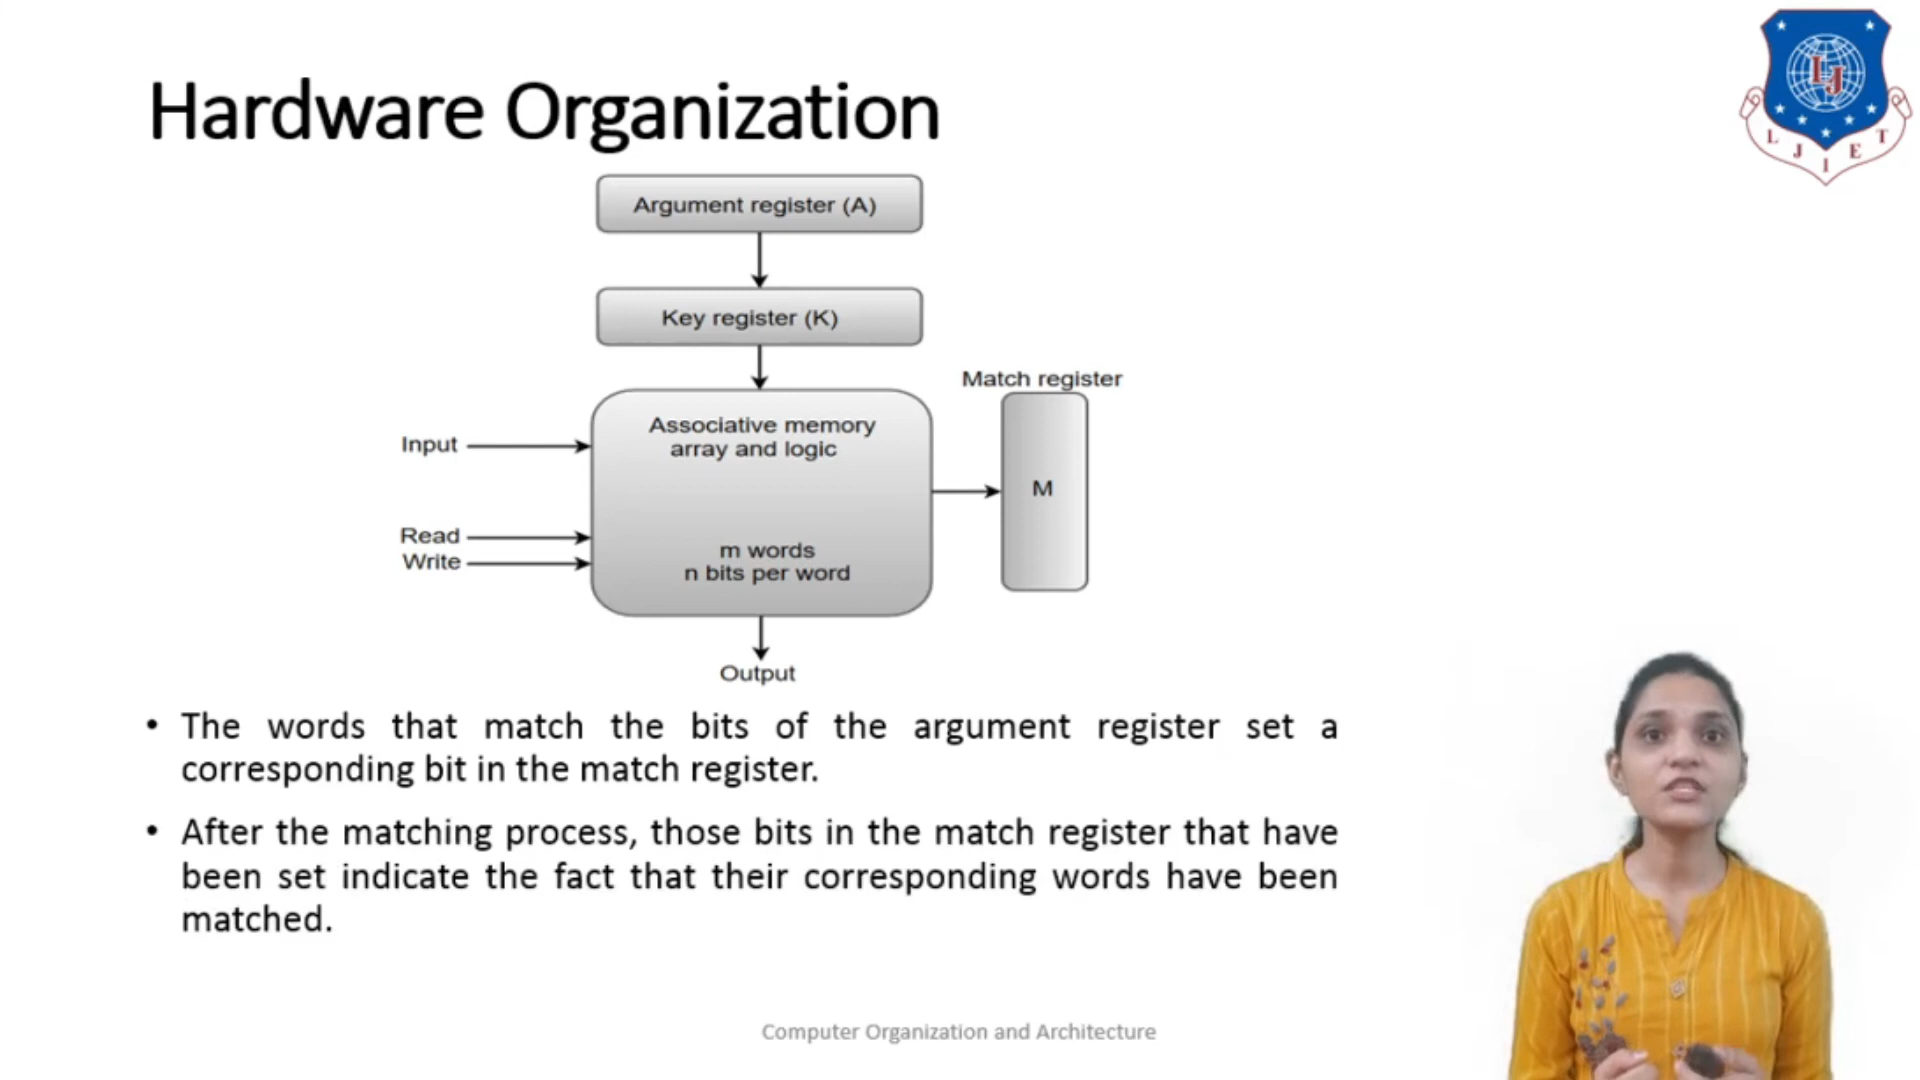 Hardware Organization
L J I E T
LJ
Argument register (A)
Key register (K)
Match register
Associative memory
array and logic
Input
M
Read
Write
m words
n bits per word
Output
• The words that match the bits of the argument register set a
corresponding bit in the match register.
• After the matching process, those bits in the match register that have
been set indicate the fact that their corresponding words have been
matched.
Computer Organization and Architecture